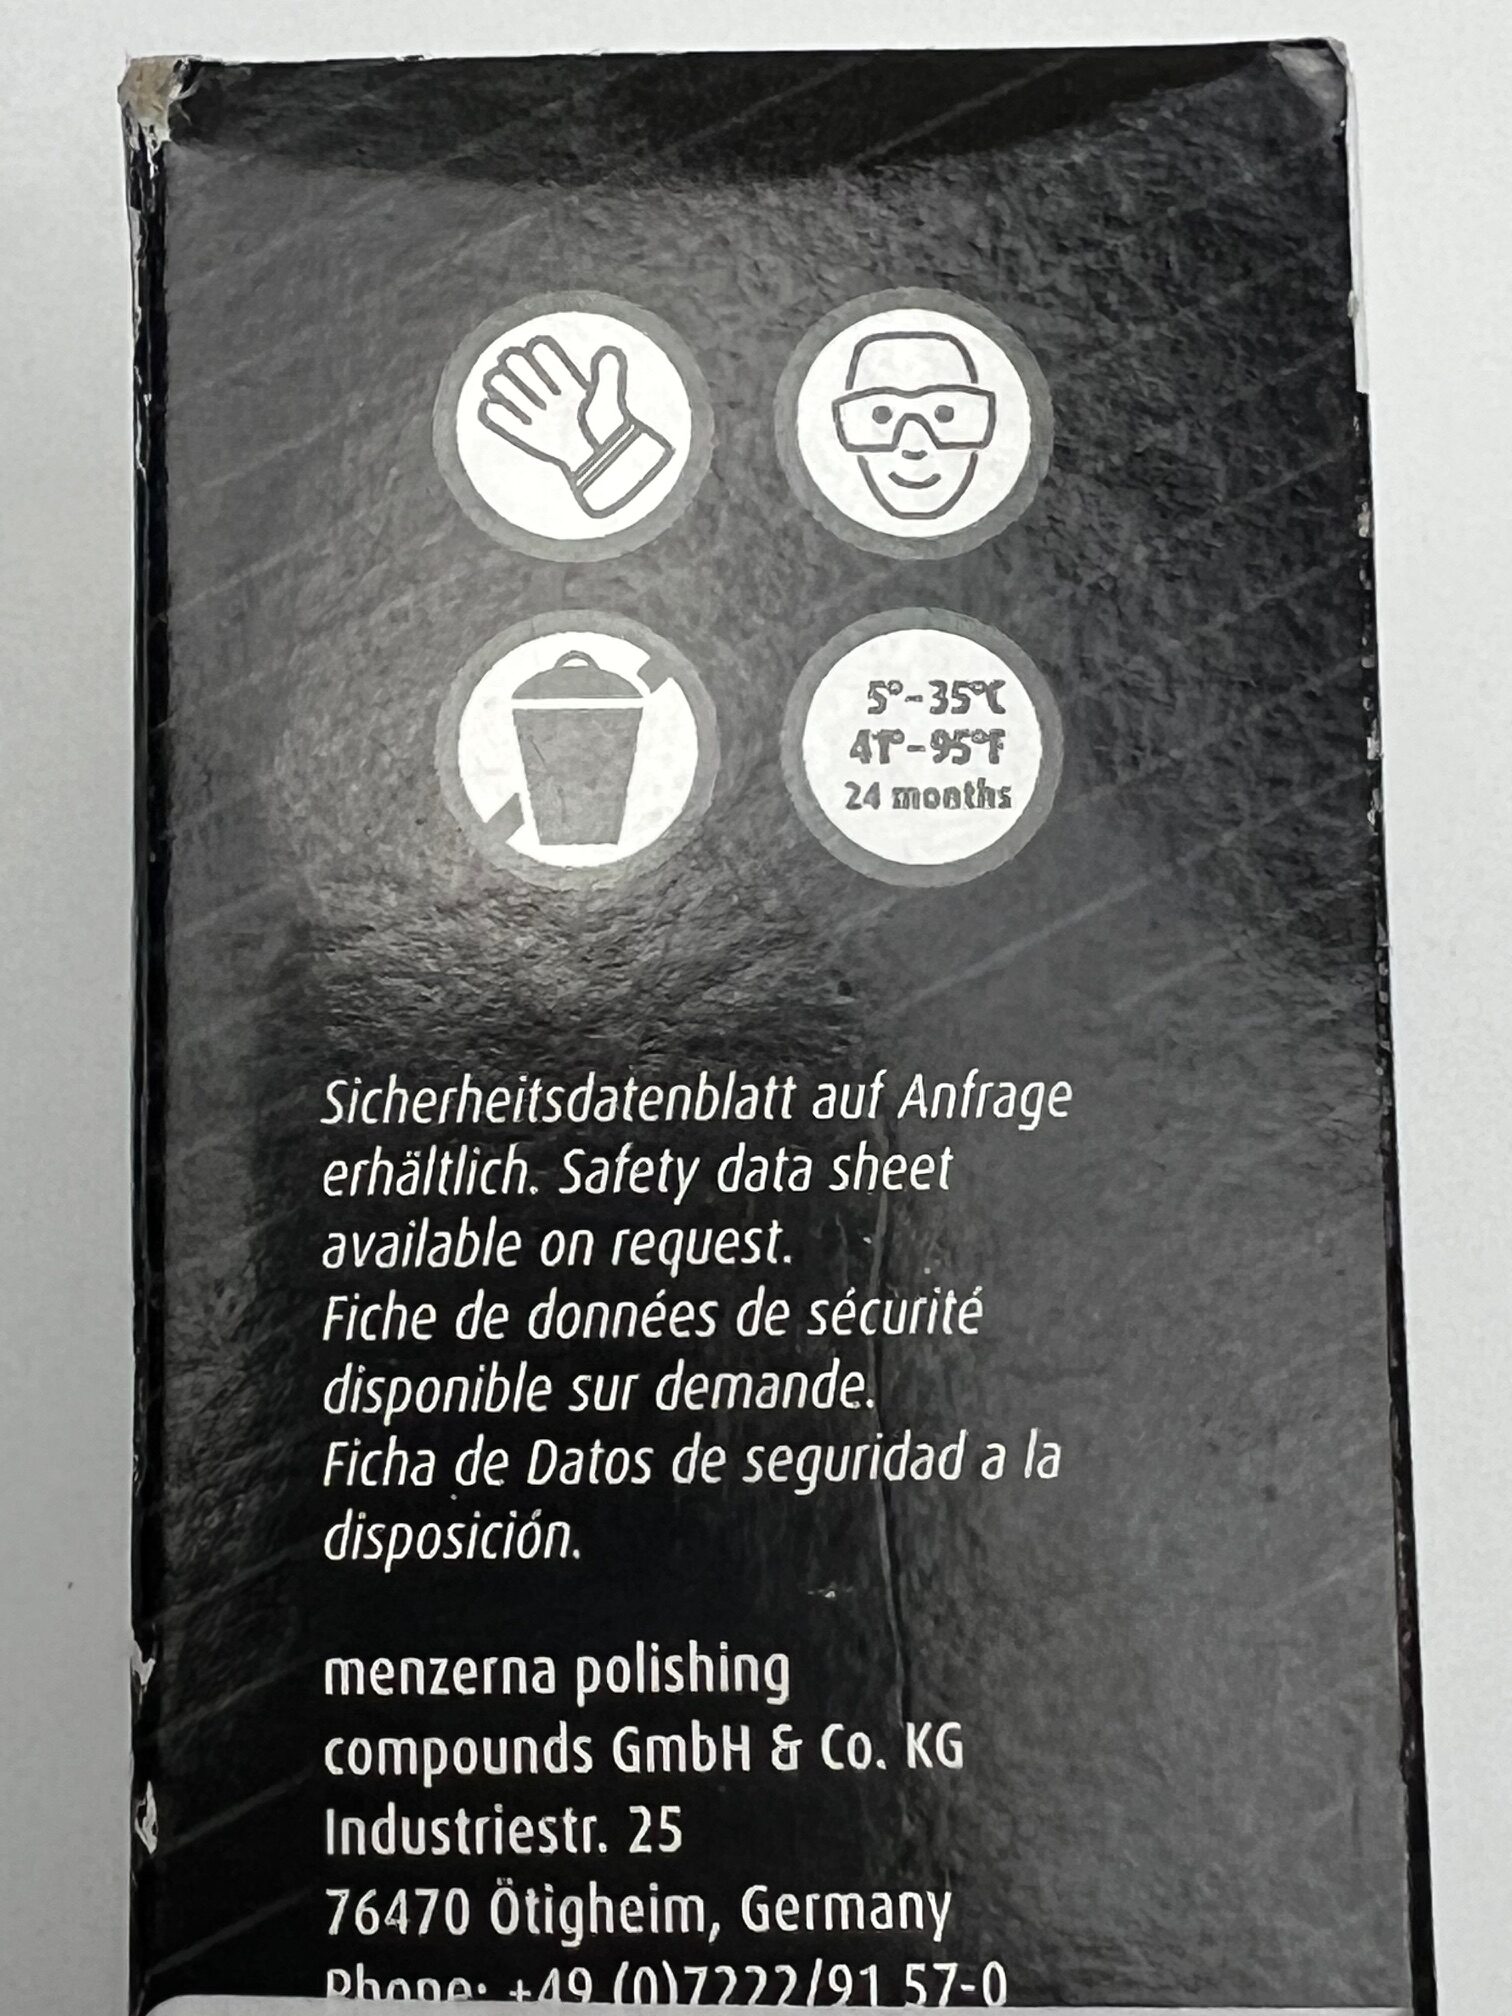 5°-35°C
41°-95°F
24 months
Sicherheitsdatenblatt auf Anfrage
erhältlich. Safety data sheet
available on request.
Fiche de données de sécurité
disponible sur demande.
Ficha de Datos de seguridad a la
disposición.
menzerna polishing
compounds GmbH & Co. KG
Industriestr. 25
76470 Ötigheim, Germany
Phone: +49 (0)7222/91 57-0